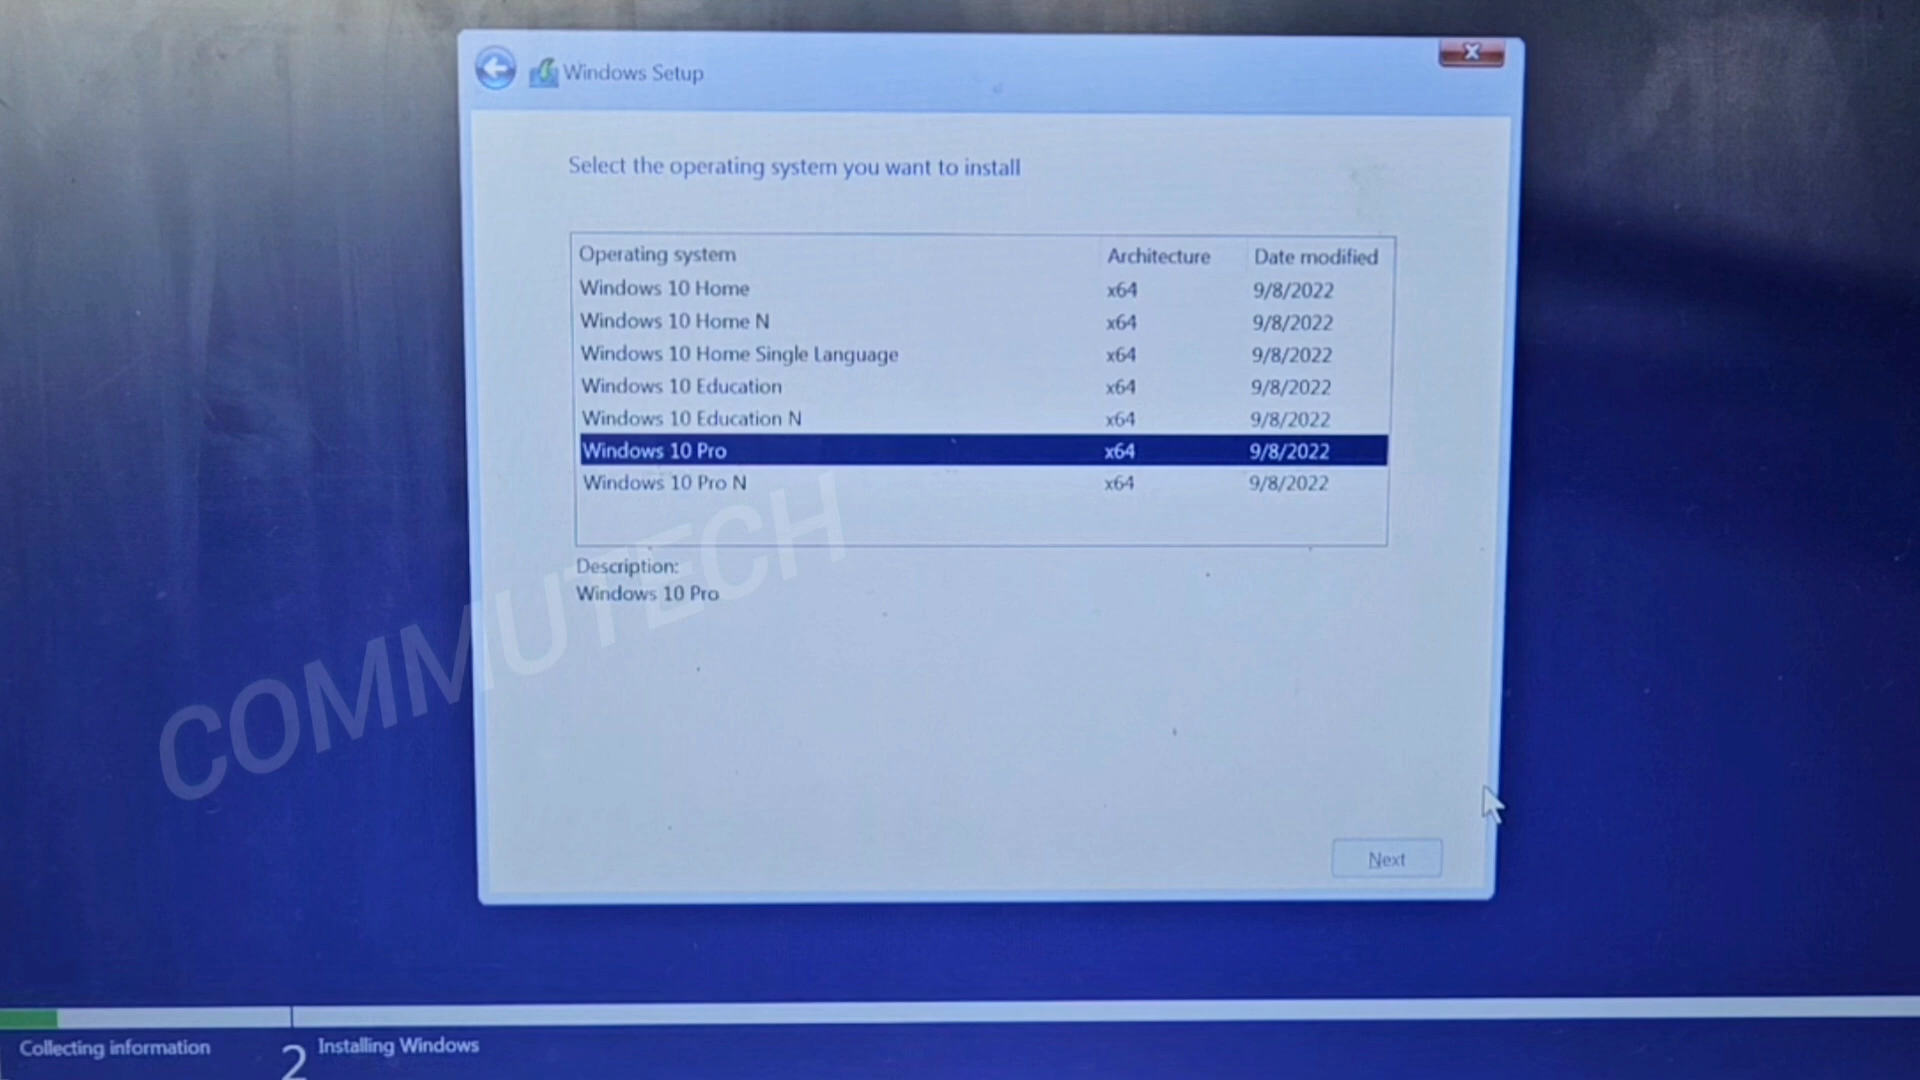 Windows Setup
Select the operating system you want to install
Operating system Architecture Date modified
Windows 10 Home x64 9/8/2022
Windows 10 Home N x64 9/8/2022
Windows 10 Home Single Language x64 9/8/2022
Windows 10 Education x64 9/8/2022
Windows 10 Education N x64 9/8/2022
Windows 10 Pro x64 9/8/2022
Windows 10 Pro N x64 9/8/2022
Description:
Windows 10 Pro
COMMUTECH
Next
Collecting information 2 Installing Windows